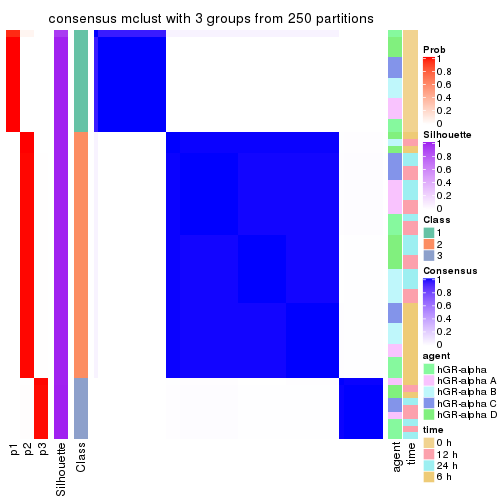 consensus mclust with 3 groups from 250 partitions
Prob
1
0.8
0.6
0.4
0.2
0
Silhouette
1
0.8
0.6
0.4
0.2
0
Class
1
2
3
Consensus
1
0.8
0.6
0.4
0.2
0
agent
hGR-alpha
hGR-alpha A
hGR-alpha B
hGR-alpha C
hGR-alpha D
time
0 h
12 h
24 h
6 h
p1
p2
p3
Silhouette
Class
agent
time